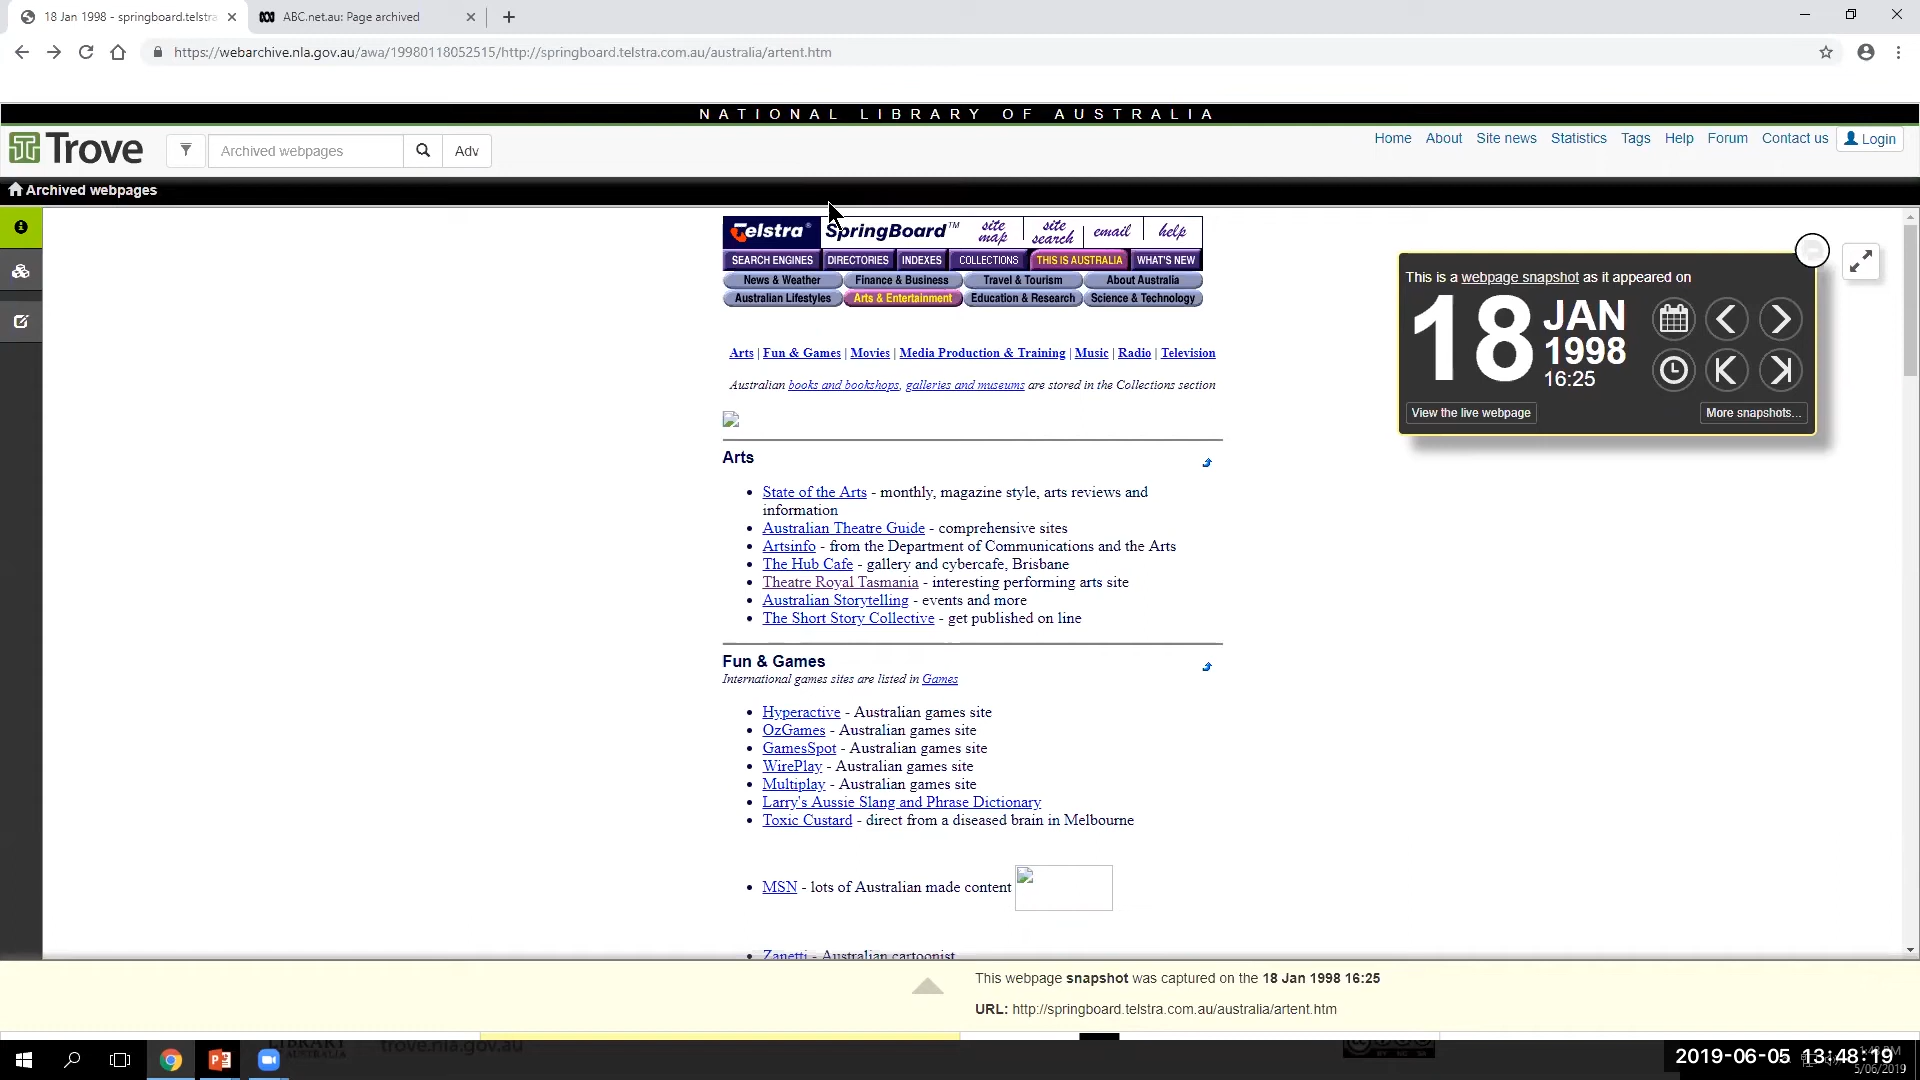 18 Jan 1998 - springboard.telstra
ABC.net.au: Page archived
https://webarchive.nla.gov.au/awa/19980118052515/http://springboard.telstra.com.au/australia/artent.htm
NATIONAL LIBRARY OF AUSTRALIA
Trove
Archived webpages
Adv
Home About Site news Statistics Tags Help Forum Contact us Login
Archived webpages
Telstra® SpringBoard™ site map site search email help
SEARCH ENGINES DIRECTORIES INDEXES COLLECTIONS THIS IS AUSTRALIA WHAT'S NEW
News & Weather Finance & Business Travel & Tourism About Australia
Australian Lifestyles Arts & Entertainment Education & Research Science & Technology
This is a webpage snapshot as it appeared on
18 JAN 1998 16:25
View the live webpage More snapshots...
Arts | Fun & Games | Movies | Media Production & Training | Music | Radio | Television
Australian books and bookshops, galleries and museums are stored in the Collections section
Arts
State of the Arts - monthly, magazine style, arts reviews and
information
Australian Theatre Guide - comprehensive sites
Artsinfo - from the Department of Communications and the Arts
The Hub Cafe - gallery and cybercafe, Brisbane
Theatre Royal Tasmania - interesting performing arts site
Australian Storytelling - events and more
The Short Story Collective - get published on line
Fun & Games
International games sites are listed in Games
Hyperactive - Australian games site
OzGames - Australian games site
GamesSpot - Australian games site
WirePlay - Australian games site
Multiplay - Australian games site
Larry's Aussie Slang and Phrase Dictionary
Toxic Custard - direct from a diseased brain in Melbourne
MSN - lots of Australian made content
Zanetti - Australian cartoonist
This webpage snapshot was captured on the 18 Jan 1998 16:25
URL: http://springboard.telstra.com.au/australia/artent.htm
LIBRARY
AUSTRALIA
trove.nla.gov.au
2019-06-05 13:48:19
5/06/2019